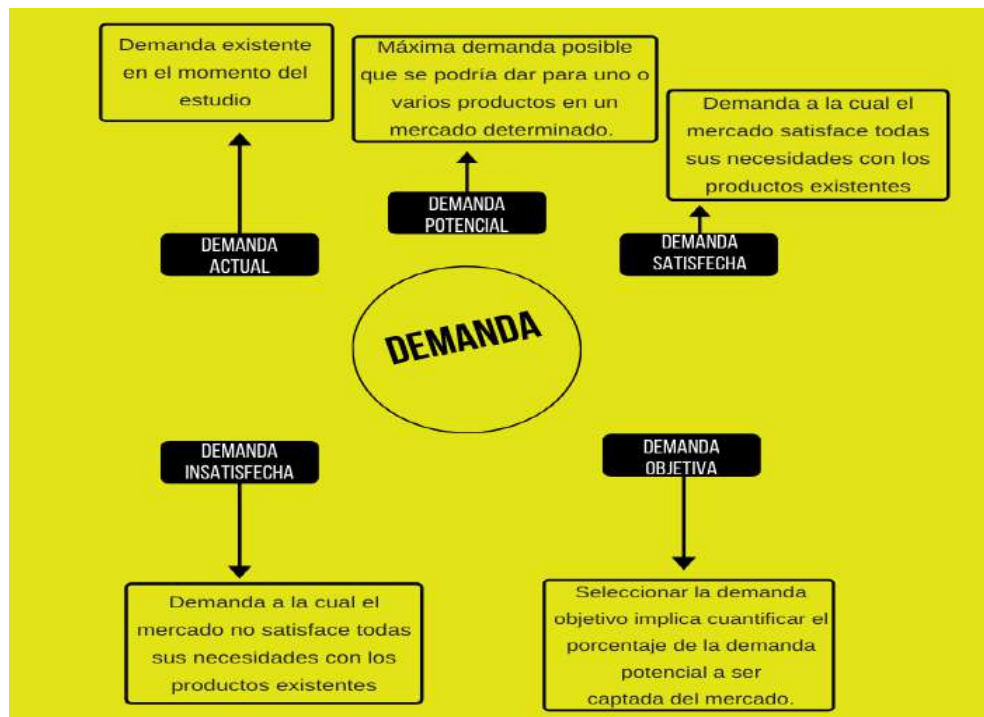 Demanda existente
en el momento del
estudio
Máxima demanda posible
que se podría dar para uno o
varios productos en un
mercado determinado.
Demanda a la cual el
mercado satisface todas
sus necesidades con los
productos existentes
DEMANDA
ACTUAL
DEMANDA
POTENCIAL
DEMANDA
SATISFECHA
DEMANDA
DEMANDA
INSATISFECHA
DEMANDA
OBJETIVA
Demanda a la cual el
mercado no satisface todas
sus necesidades con los
productos existentes
Seleccionar la demanda
objetivo implica cuantificar el
porcentaje de la demanda
potencial a ser
captada del mercado.